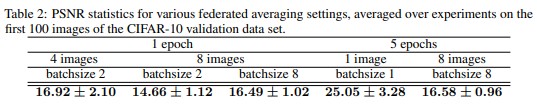 Table 2: PSNR statistics for various federated averaging settings, averaged over experiments on the
first 100 images of the CIFAR-10 validation data set.
1 epoch 5 epochs
4 images 8 images 1 image 8 images
batchsize 2 batchsize 2 batchsize 8 batchsize 1 batchsize 8
16.92 ± 2.10 14.66 ± 1.12 16.49 ± 1.02 25.05 ± 3.28 16.58 ± 0.96